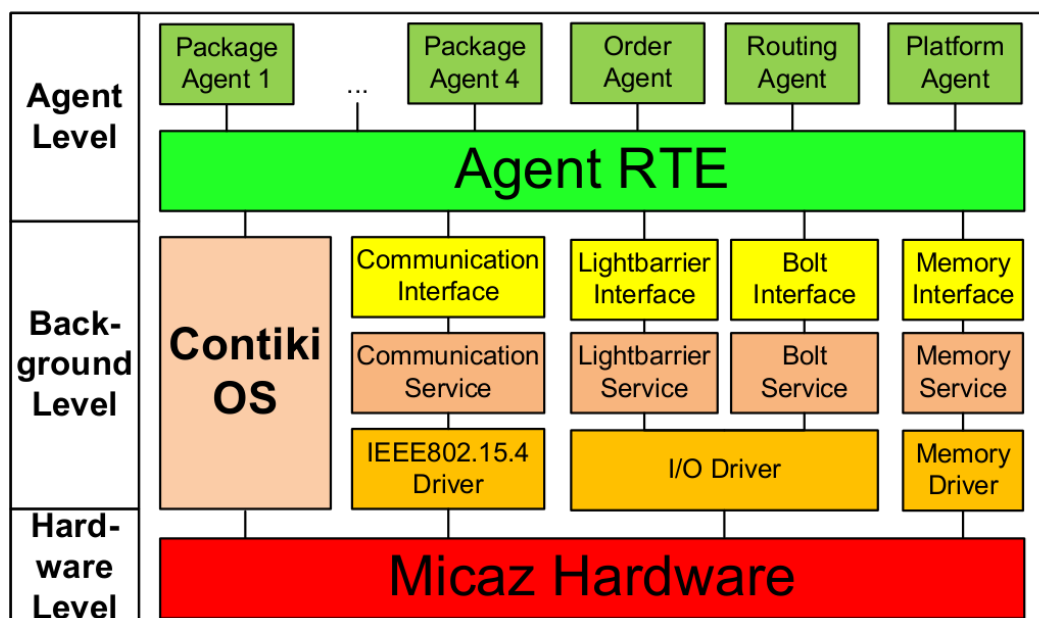 Agent
Level
Package
Agent 1
...
Package
Agent 4
Order
Agent
Routing
Agent
Platform
Agent
Agent RTE
Back-
ground
Level
Contiki
OS
Communication
Interface
Lightbarrier
Interface
Bolt
Interface
Memory
Interface
Communication
Service
Lightbarrier
Service
Bolt
Service
Memory
Service
IEEE802.15.4
Driver
I/O Driver
Memory
Driver
Hard-
ware
Level
Micaz Hardware